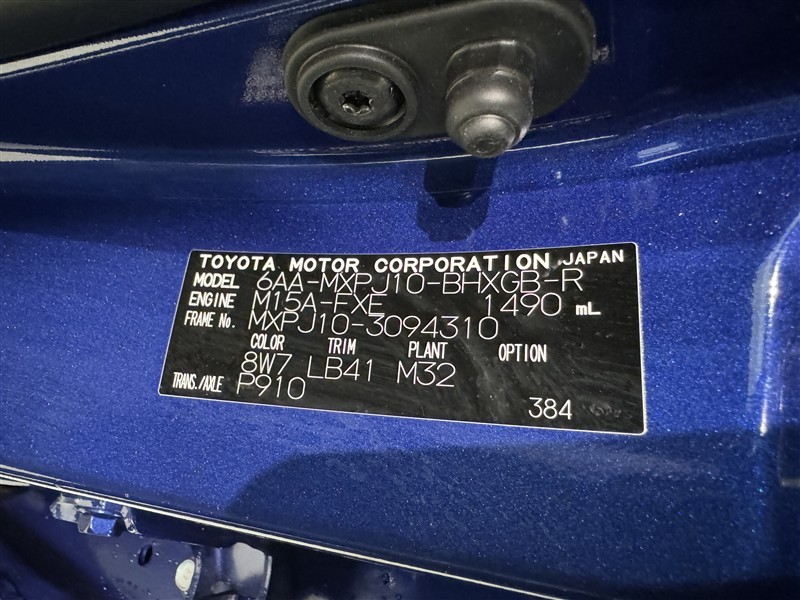 TOYOTA MOTOR CORPORATION JAPAN
MODEL 6AA-MXPJ10-BHXGB-R
ENGINE M15A-FXE 1490 mL
FRAME No. MXPJ10-3094310
COLOR TRIM PLANT OPTION
8W7 LB41 M32
TRANS./AXLE P910
384